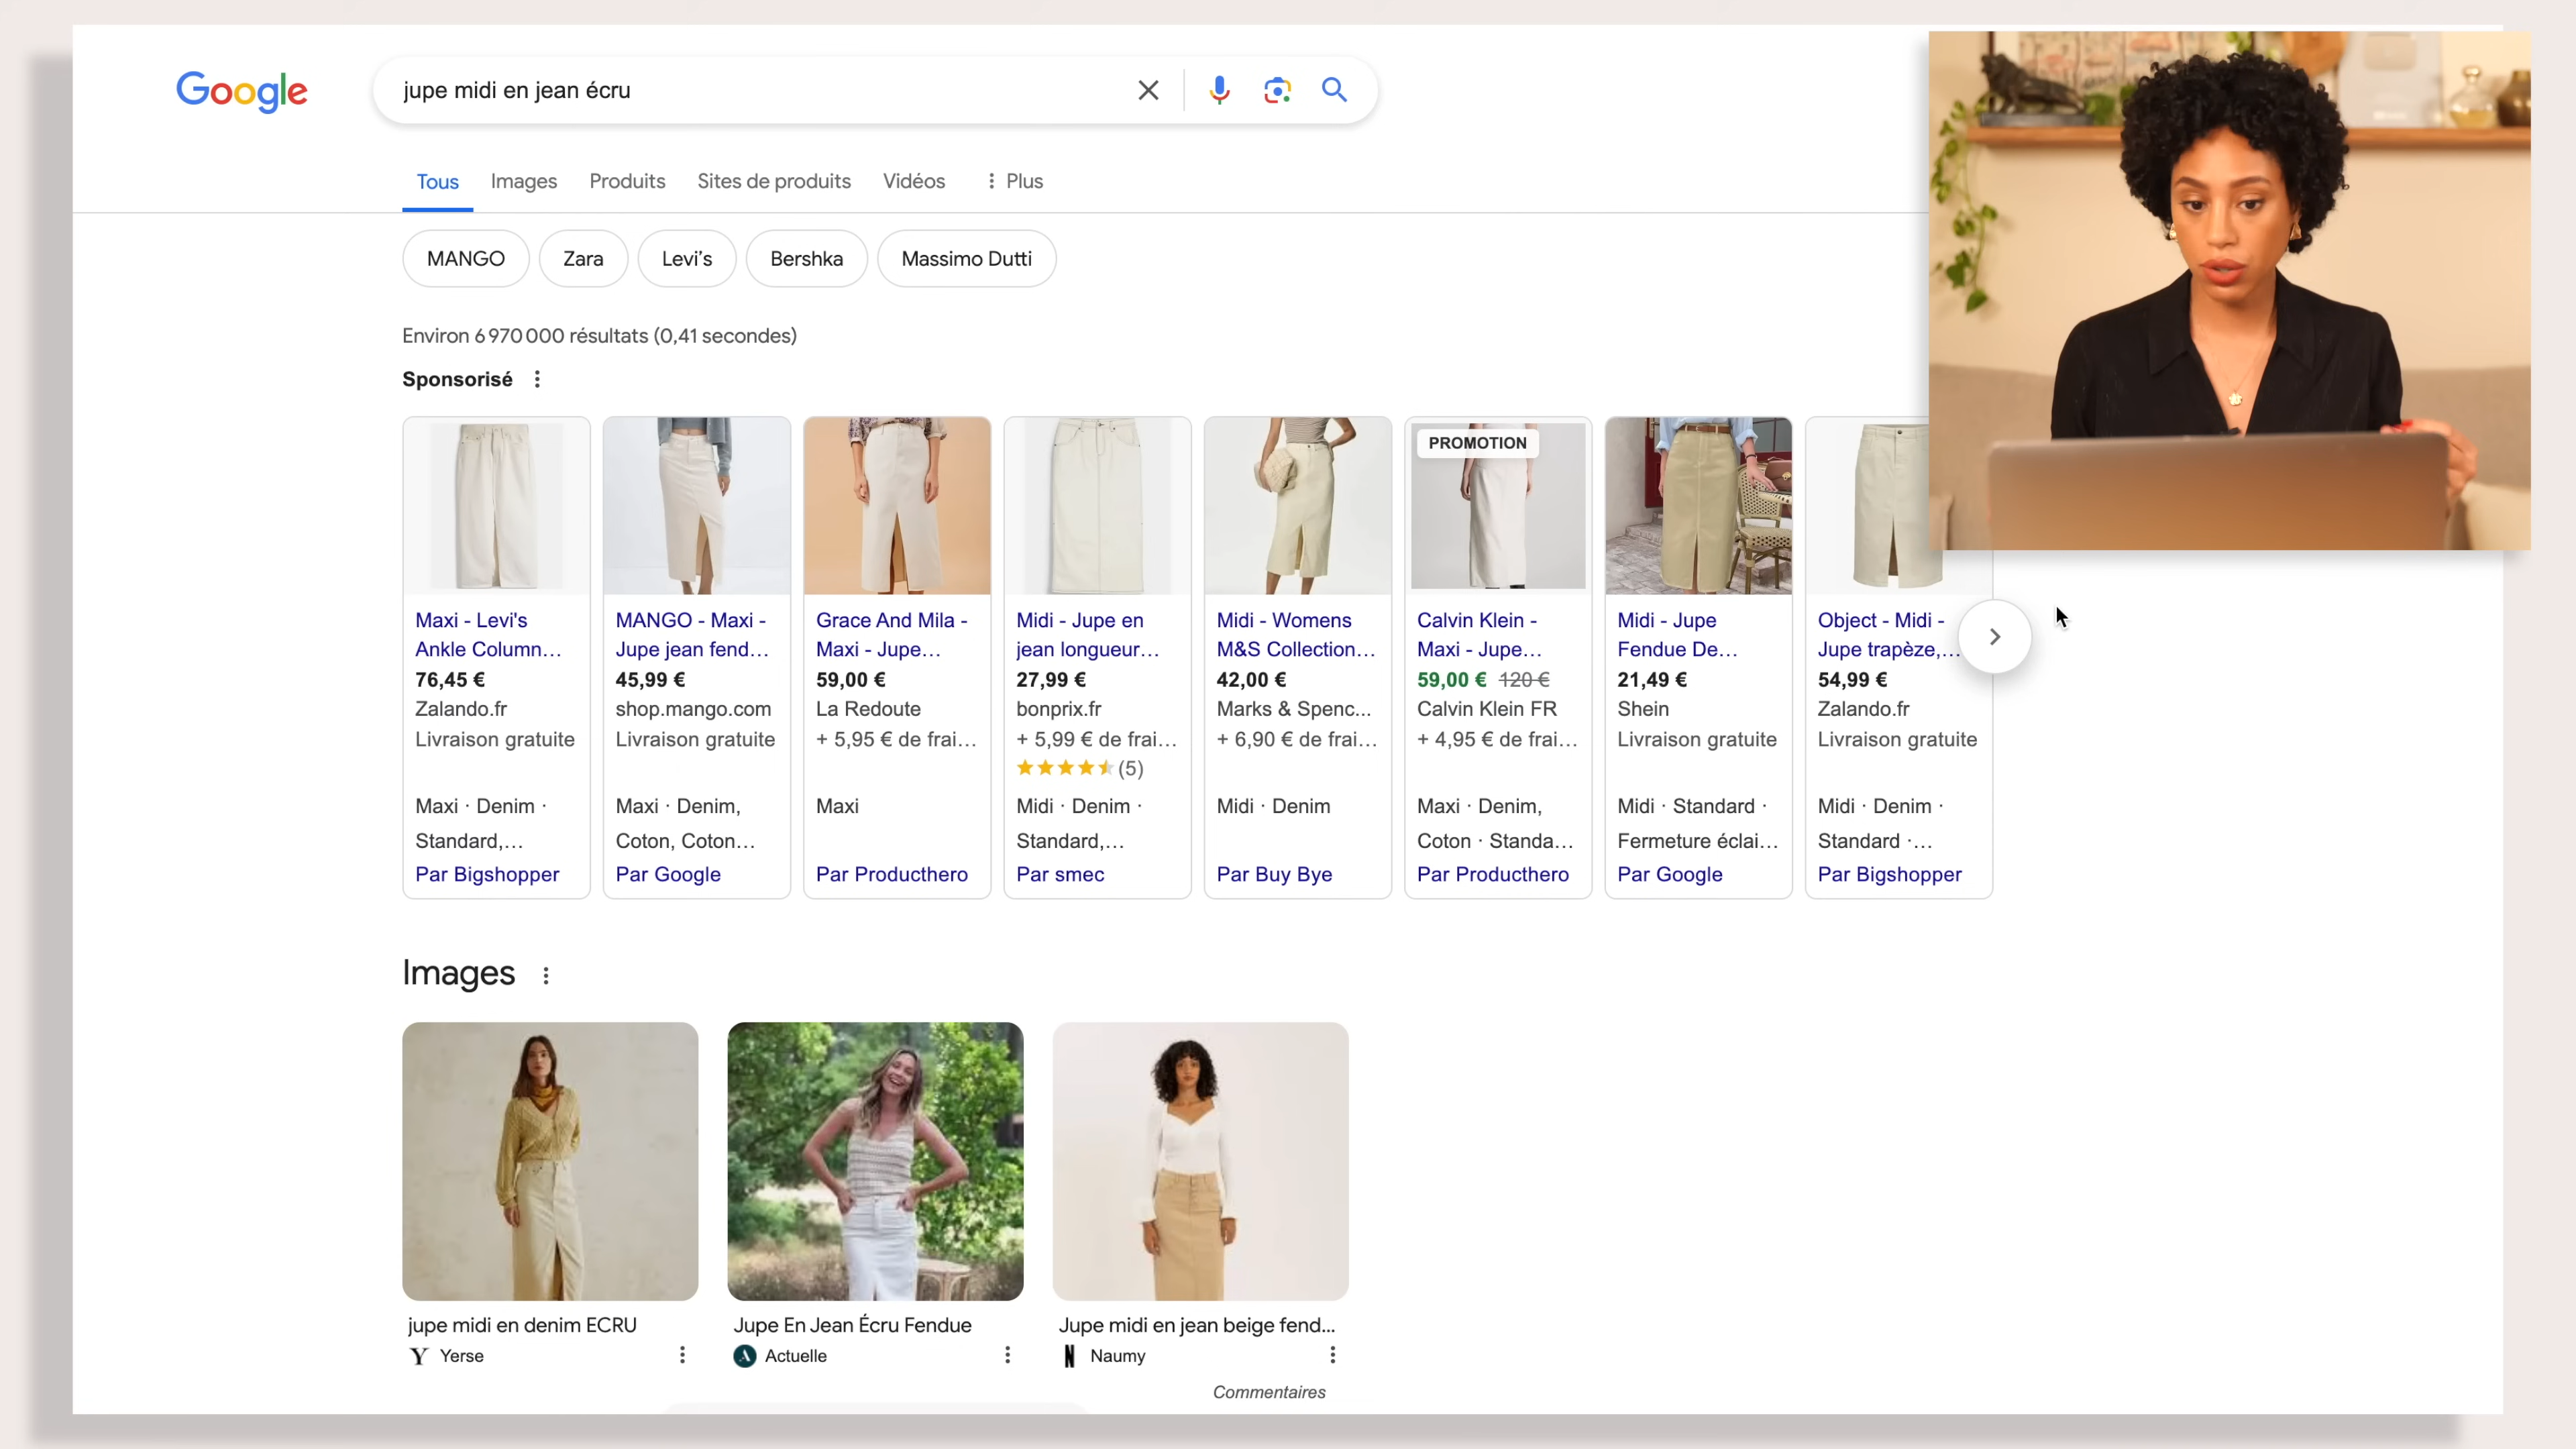 Google
jupe midi en jean écru
Tous
Images
Produits
Sites de produits
Vidéos
Plus
MANGO
Zara
Levi's
Bershka
Massimo Dutti
Environ 6 970 000 résultats (0,41 secondes)
Sponsorisé
Maxi - Levi's
Ankle Column...
76,45 €
Zalando.fr
Livraison gratuite
Maxi · Denim ·
Standard,...
Par Bigshopper
MANGO - Maxi -
Jupe jean fend...
45,99 €
shop.mango.com
Livraison gratuite
Maxi · Denim,
Coton, Coton...
Par Google
Grace And Mila -
Maxi - Jupe...
59,00 €
La Redoute
+ 5,95 € de frai...
Maxi
Par Producthero
Midi - Jupe en
jean longueur...
27,99 €
bonprix.fr
+ 5,99 € de frai...
(5)
Midi · Denim ·
Standard,...
Par smec
Midi - Womens
M&S Collection...
42,00 €
Marks & Spenc...
+ 6,90 € de frai...
Midi · Denim
Par Buy Bye
PROMOTION
Calvin Klein -
Maxi - Jupe...
59,00 € 120 €
Calvin Klein FR
+ 4,95 € de frai...
Maxi · Denim,
Coton · Standa...
Par Producthero
Midi - Jupe
Fendue De...
21,49 €
Shein
Livraison gratuite
Midi · Standard ·
Fermeture éclai...
Par Google
Object - Midi -
Jupe trapèze,...
54,99 €
Zalando.fr
Livraison gratuite
Midi · Denim ·
Standard ·...
Par Bigshopper
Images
jupe midi en denim ECRU
Y Yerse
Jupe En Jean Écru Fendue
A Actuelle
Jupe midi en jean beige fend...
N Naumy
Commentaires